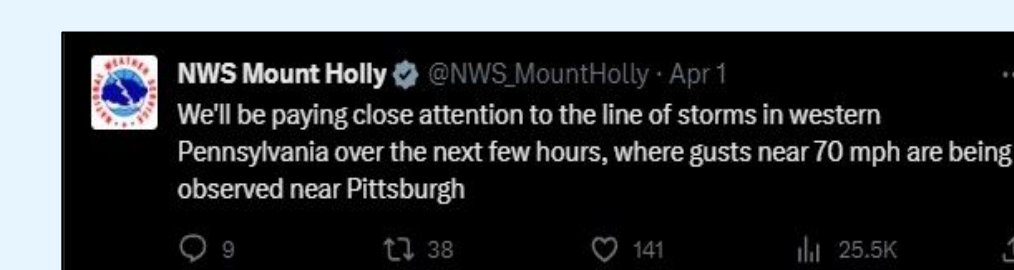 NWS Mount Holly @NWS_MountHolly · Apr 1
We'll be paying close attention to the line of storms in western
Pennsylvania over the next few hours, where gusts near 70 mph are being
observed near Pittsburgh
9 38 141 25.5K